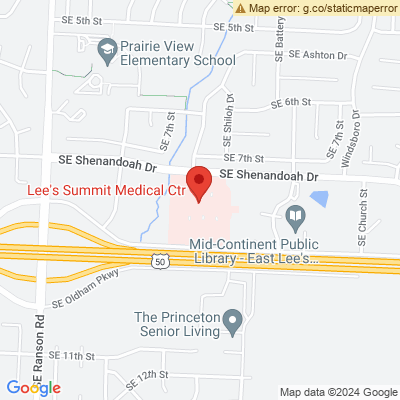 Map error: g.co/staticmaperror
SE 5th St
SE 5th St
SE Battery
Prairie View
Elementary School
SE Ashton Dr
SE 6th St
SE 7th St
SE Shiloh Dr
SE 7th St
Windsboro Dr
SE 7th St
SE Shenandoah Dr
SE Shenandoah Dr
Lee's Summit Medical Ctr
SE Church St
Mid-Continent Public
Library - East Lee's...
50
SE Oldham Pkwy
The Princeton
Senior Living
SE Ranson Rd
SE 11th St
SE 12th St
Google
Map data ©2024 Google